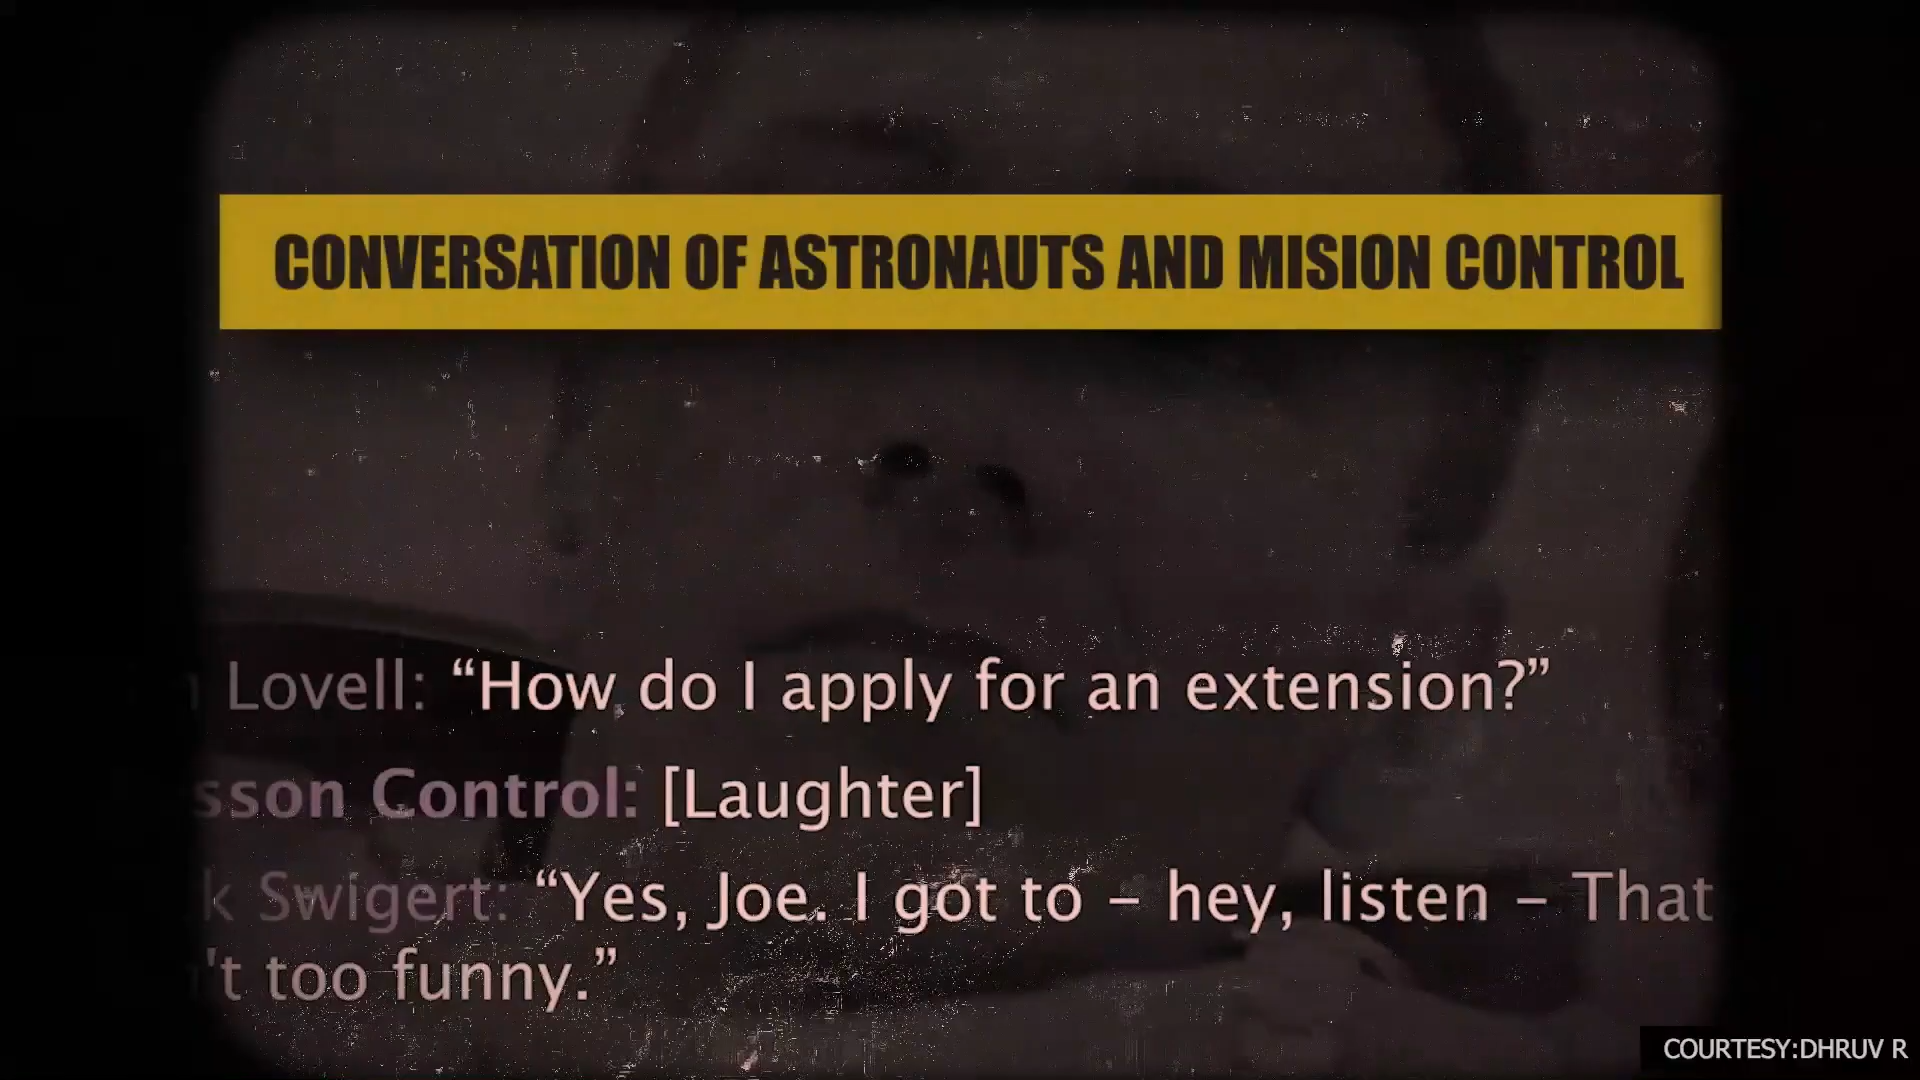 CONVERSATION OF ASTRONAUTS AND MISION CONTROL
Lovell: “How do I apply for an extension?”
sson Control: [Laughter]
k Swigert: “Yes, Joe. I got to – hey, listen – That
't too funny.”
COURTESY:DHRUV R